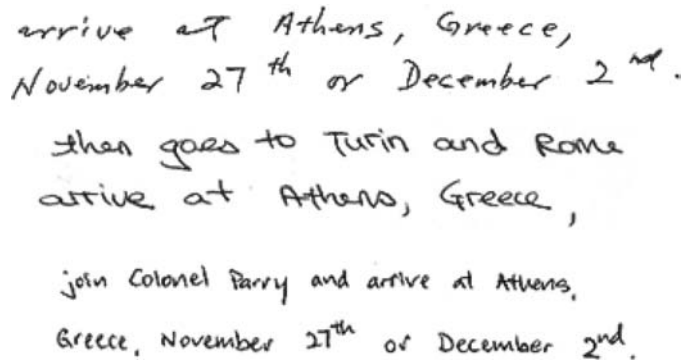 arrive at Athens, Greece,
November 27th or December 2nd.
then goes to Turin and Rome
arrive at Athens, Greece,
join Colonel Parry and arrive at Athens,
Greece, November 27th or December 2nd.